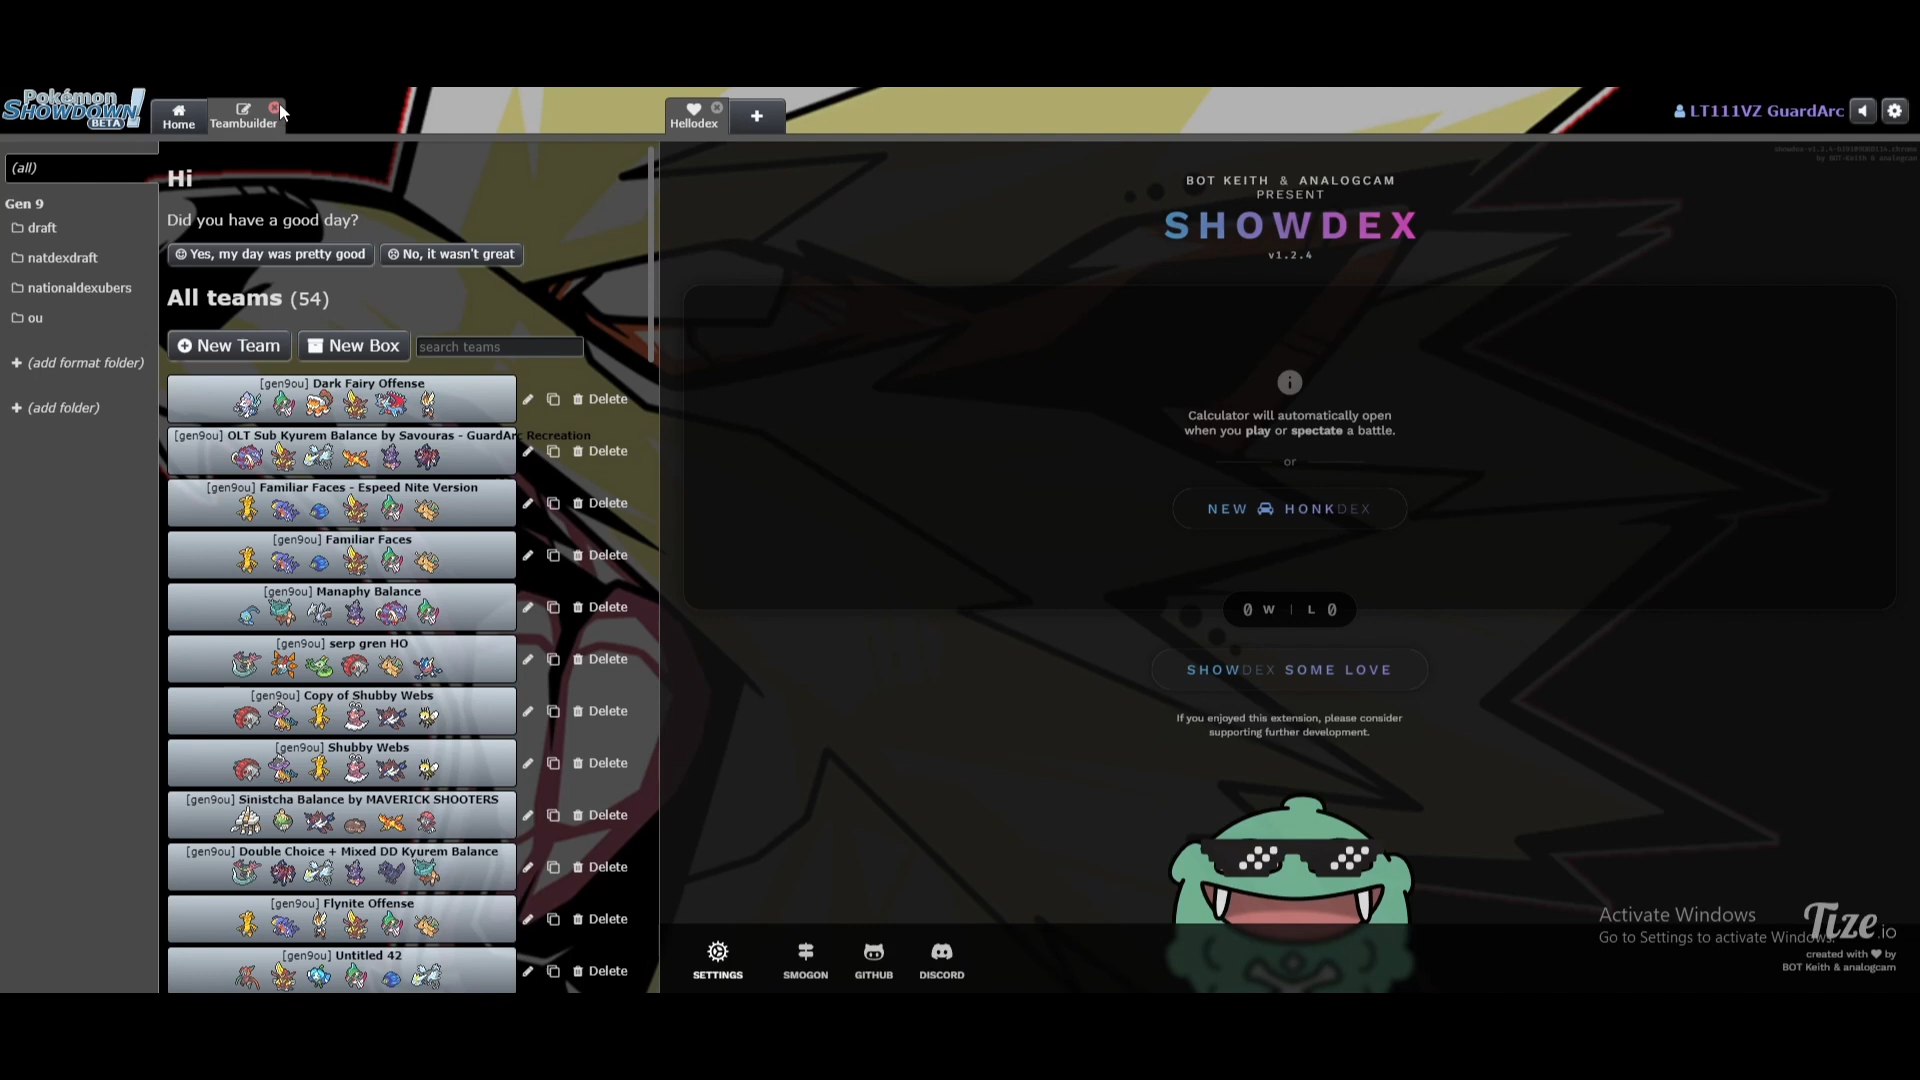 Pokémon
SHOWDOWN!
BETA
Home
Teambuilder
Hellodex
LT111VZ GuardArc
(all)
Gen 9
draft
natdexdraft
nationaldexubers
ou
(add format folder)
(add folder)
Hi
Did you have a good day?
Yes, my day was pretty good
No, it wasn't great
All teams (54)
New Team
New Box
search teams
[gen9ou] Dark Fairy Offense
Delete
[gen9ou] OLT Sub Kyurem Balance by Savouras - GuardArc Recreation
Delete
[gen9ou] Familiar Faces - Espeed Nite Version
Delete
[gen9ou] Familiar Faces
Delete
[gen9ou] Manaphy Balance
Delete
[gen9ou] serp gren HO
Delete
[gen9ou] Copy of Shubby Webs
Delete
[gen9ou] Shubby Webs
Delete
[gen9ou] Sinistcha Balance by MAVERICK SHOOTERS
Delete
[gen9ou] Double Choice + Mixed DD Kyurem Balance
Delete
[gen9ou] Flynite Offense
Delete
[gen9ou] Untitled 42
Delete
by BOT Keith & analogcam
BOT KEITH & ANALOGCAM
PRESENT
SHOWDEX
v1.2.4
Calculator will automatically open
when you play or spectate a battle.
or
NEW HONKDEX
0 W | L 0
SHOWDEX SOME LOVE
If you enjoyed this extension, please consider
supporting further development.
SETTINGS
SMOGON
GITHUB
DISCORD
Activate Windows
Go to Settings to activate Windows.
Tize.io
created with ♥ by
BOT Keith & analogcam